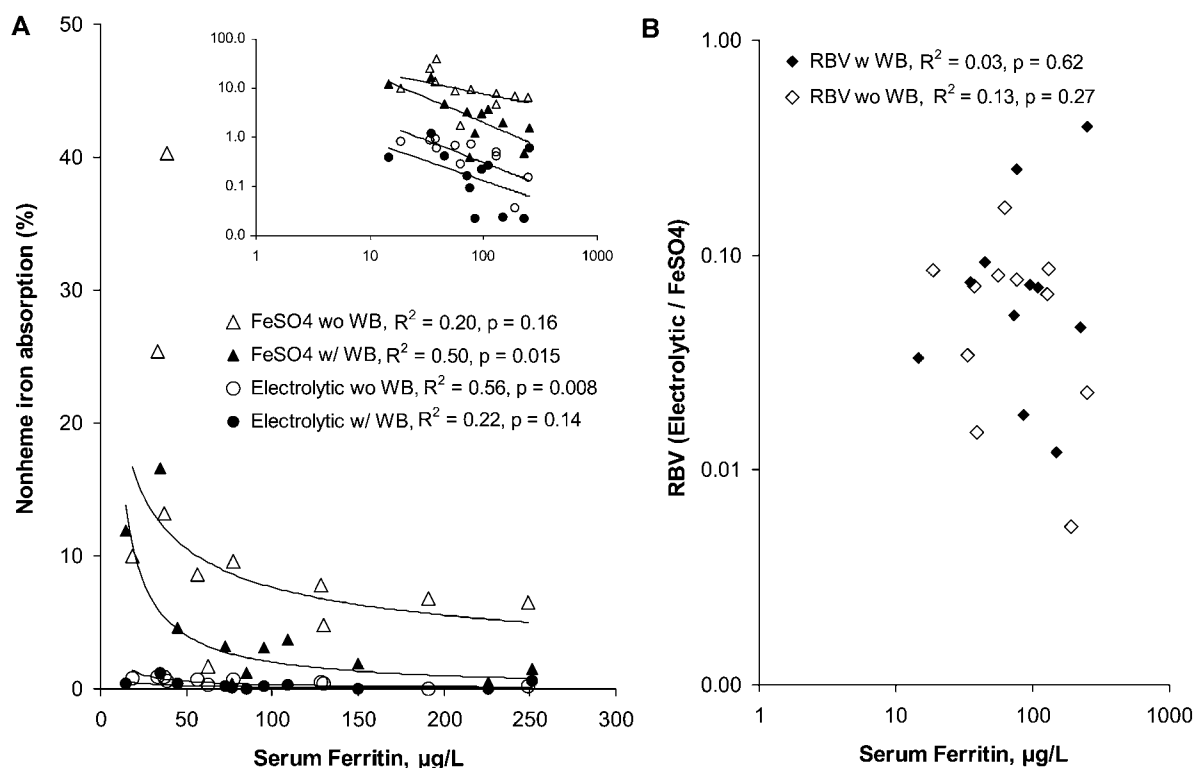 A
50
40
30
20
10
0
Nonheme iron absorption (%)
0 50 100 150 200 250 300
Serum Ferritin, µg/L
100.0
10.0
1.0
0.1
0.0
1 10 100 1000
FeSO4 wo WB, R² = 0.20, p = 0.16
FeSO4 w/ WB, R² = 0.50, p = 0.015
Electrolytic wo WB, R² = 0.56, p = 0.008
Electrolytic w/ WB, R² = 0.22, p = 0.14
B
1.00
0.10
0.01
0.00
RBV (Electrolytic / FeSO4)
RBV w WB, R² = 0.03, p = 0.62
RBV wo WB, R² = 0.13, p = 0.27
1 10 100 1000
Serum Ferritin, µg/L